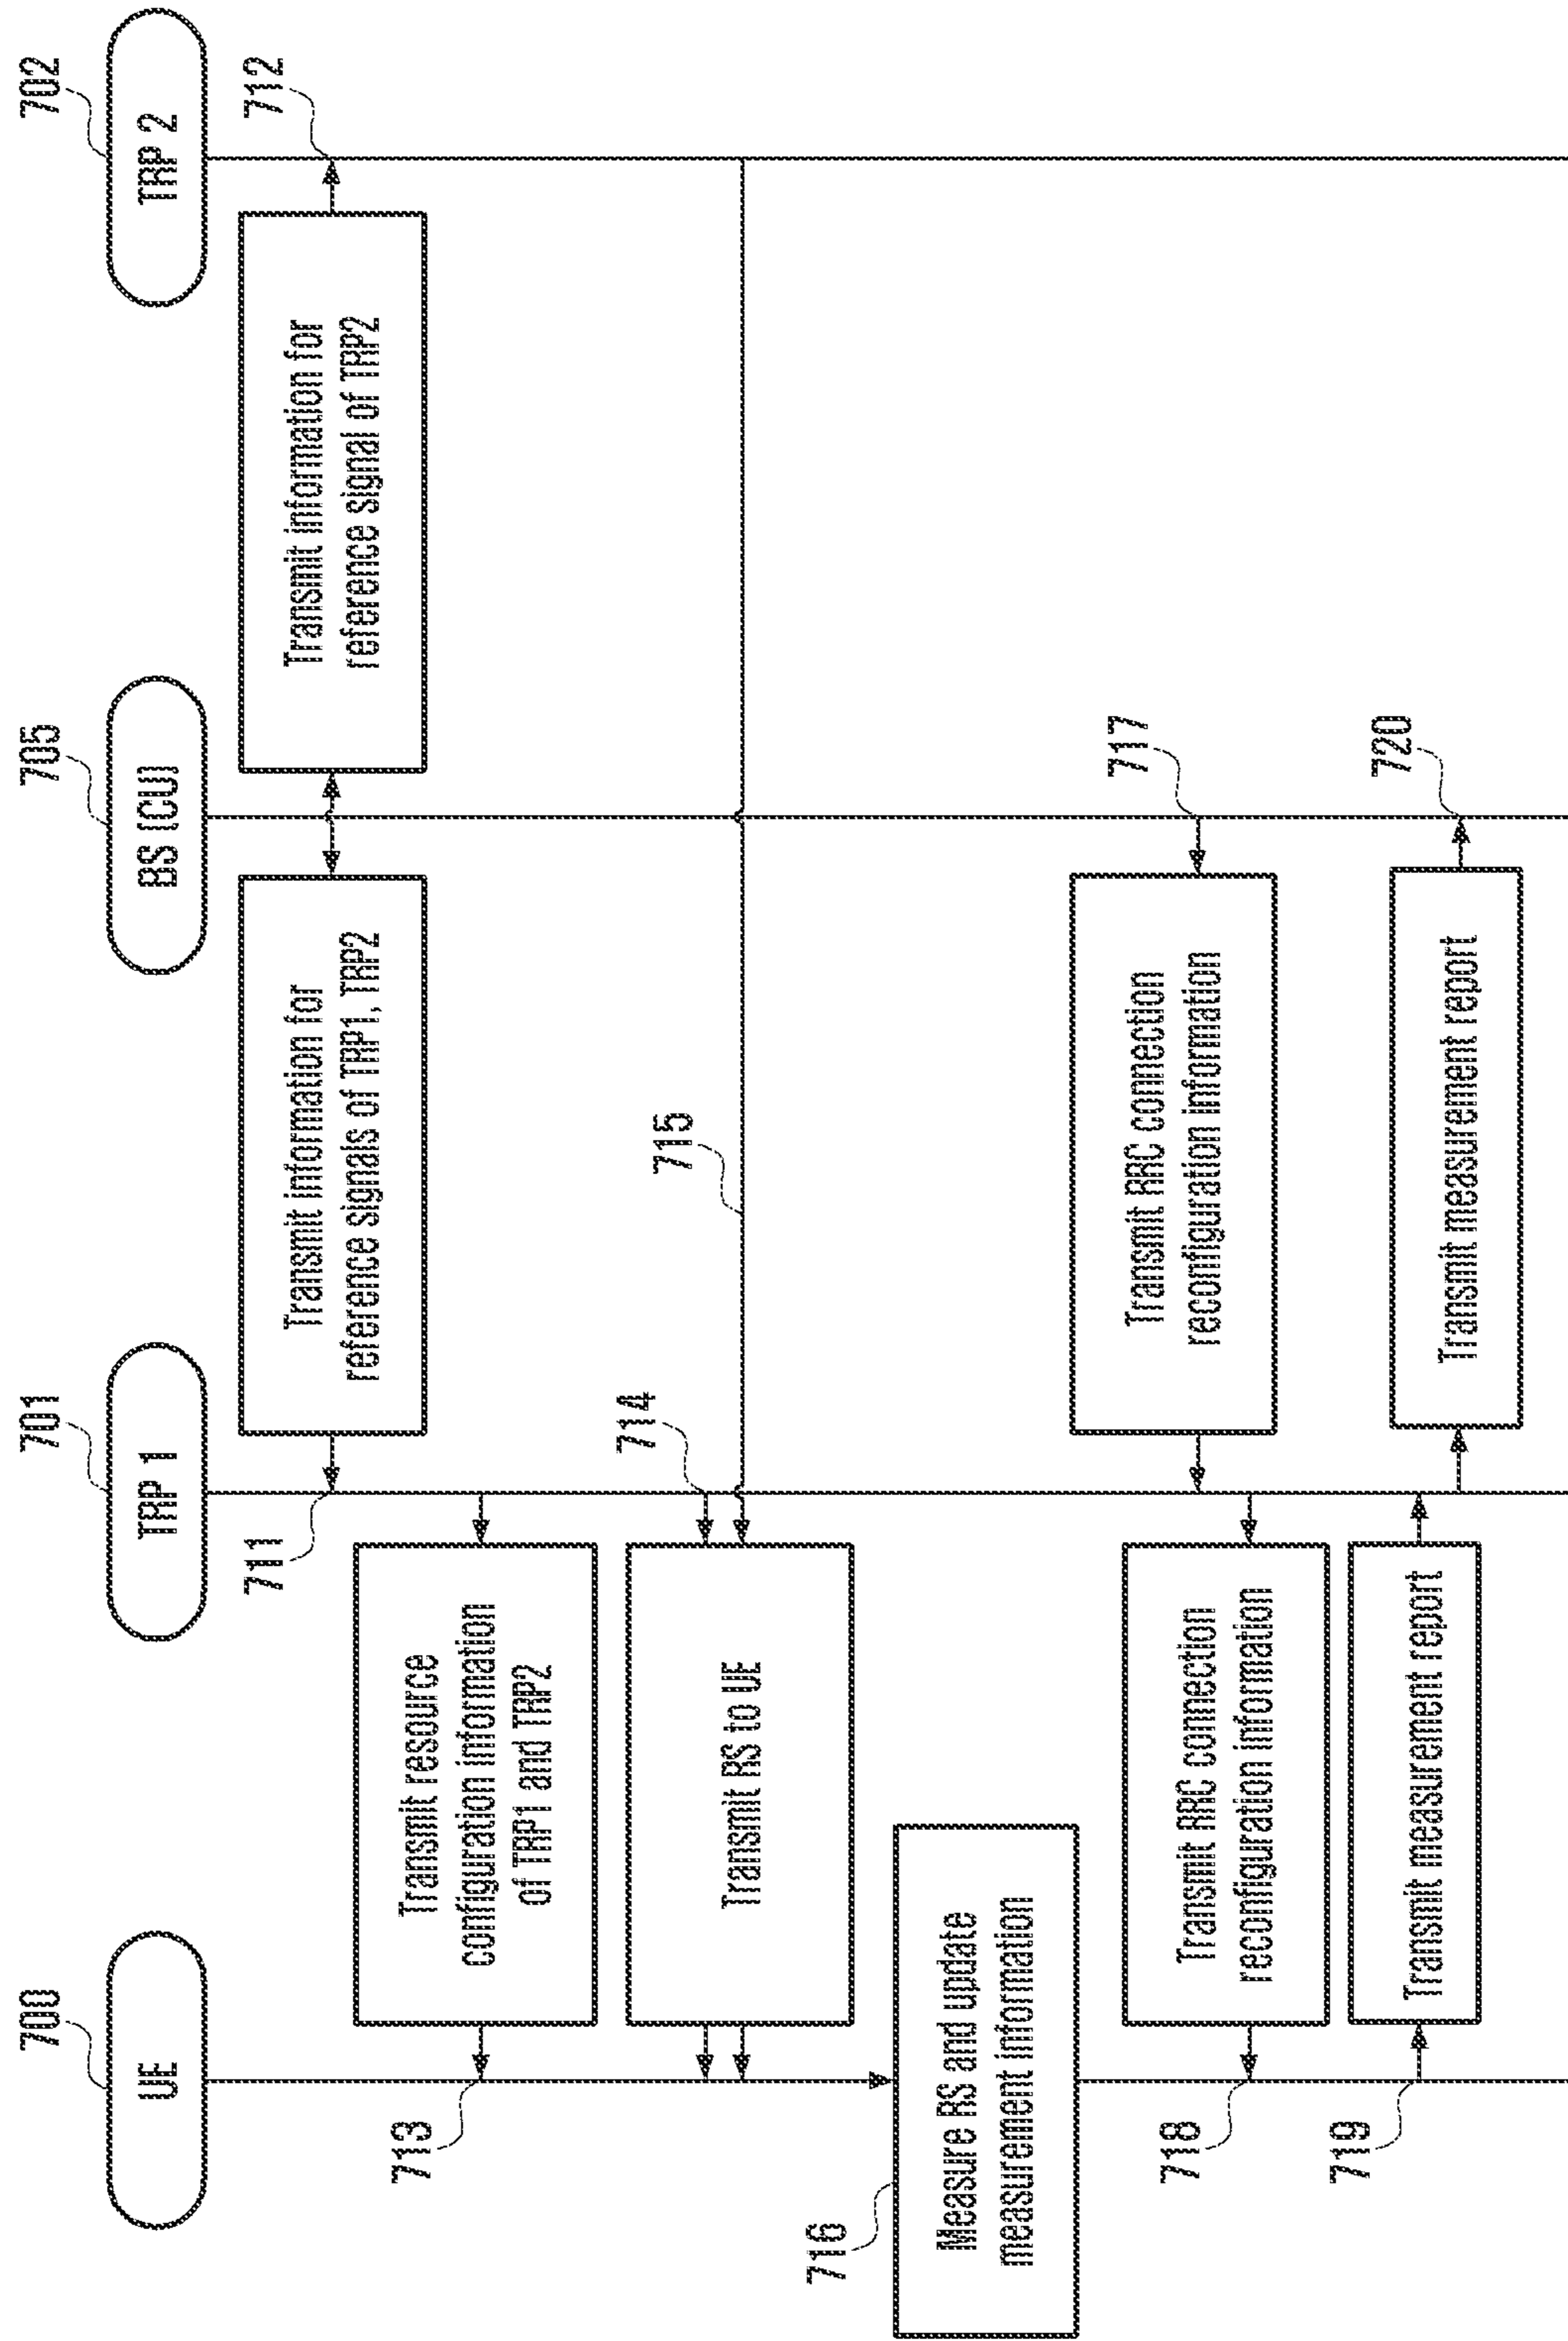 700
UE
701
TRP 1
705
BS (CU)
702
TRP 2
711
Transmit information for
reference signals of TRP1, TRP2
Transmit information for
reference signal of TRP2
712
713
Transmit resource
configuration information
of TRP1 and TRP2
714
715
Transmit RS to UE
716
Measure RS and update
measurement information
717
Transmit RRC connection
reconfiguration information
718
Transmit RRC connection
reconfiguration information
719
Transmit measurement report
720
Transmit measurement report